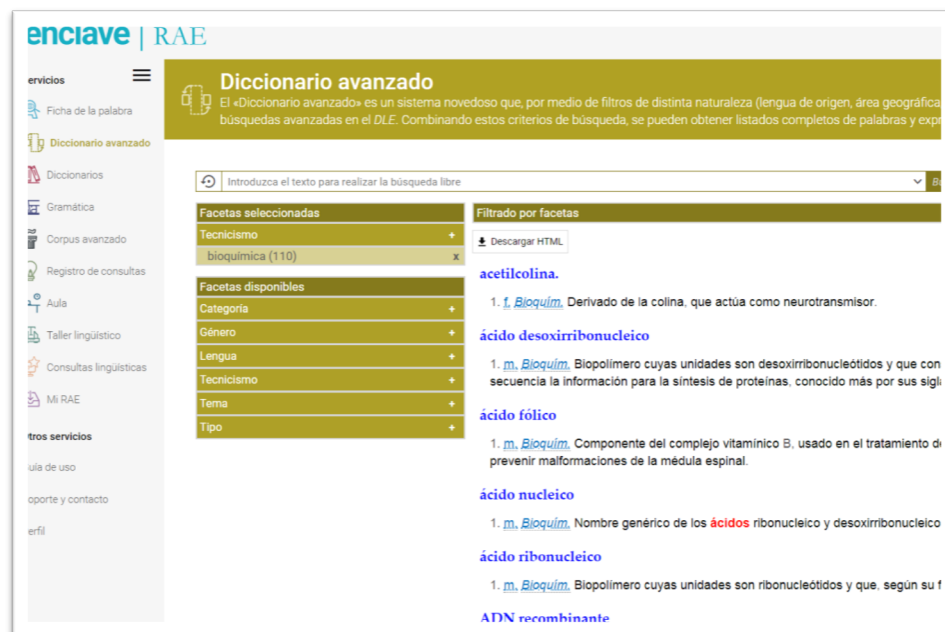 enclave | RAE
ervicios
Ficha de la palabra
Diccionario avanzado
Diccionarios
Gramática
Corpus avanzado
Registro de consultas
Aula
Taller lingüístico
Consultas lingüísticas
Mi RAE
tros servicios
uía de uso
oporte y contacto
erfil
Diccionario avanzado
El «Diccionario avanzado» es un sistema novedoso que, por medio de filtros de distinta naturaleza (lengua de origen, área geográfica
búsquedas avanzadas en el DLE. Combinando estos criterios de búsqueda, se pueden obtener listados completos de palabras y expr
Introduzca el texto para realizar la búsqueda libre
Facetas seleccionadas
Tecnicismo +
bioquímica (110) x
Facetas disponibles
Categoría +
Género +
Lengua +
Tecnicismo +
Tema +
Tipo +
Filtrado por facetas
Descargar HTML
acetilcolina.
1. f. Bioquím. Derivado de la colina, que actúa como neurotransmisor.
ácido desoxirribonucleico
1. m. Bioquím. Biopolímero cuyas unidades son desoxirribonucleótidos y que con
secuencia la información para la síntesis de proteínas, conocido más por sus sigl
ácido fólico
1. m. Bioquím. Componente del complejo vitamínico B, usado en el tratamiento d
prevenir malformaciones de la médula espinal.
ácido nucleico
1. m. Bioquím. Nombre genérico de los ácidos ribonucleico y desoxirribonucleico
ácido ribonucleico
1. m. Bioquím. Biopolímero cuyas unidades son ribonucleótidos y que, según su f
ADN recombinante